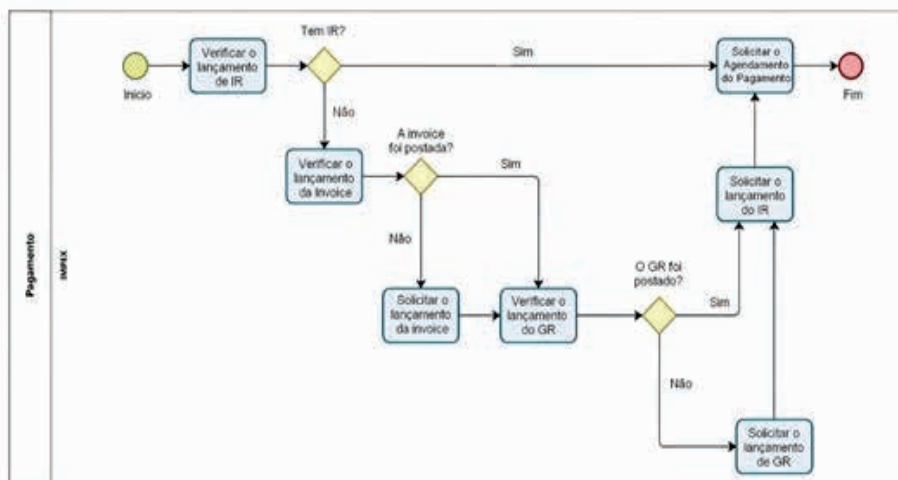 Pagamento
IMPEX
Início
Verificar o
lançamento
de IR
Tem IR?
Sim
Solicitar o
Agendamento
do Pagamento
Fim
Não
Verificar o
lançamento
da Invoice
A invoice
foi postada?
Sim
Não
Solicitar o
lançamento
do IR
Solicitar o
lançamento
da invoice
Verificar o
lançamento
do GR
O GR foi
postado?
Sim
Não
Solicitar o
lançamento
de GR